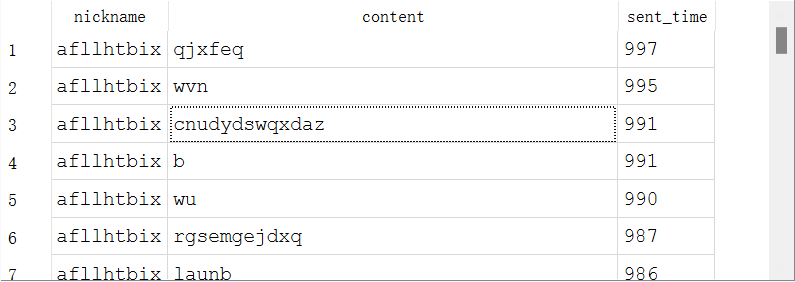 nickname content sent_time
1 afllhtbix qjxfeq 997
2 afllhtbix wvn 995
3 afllhtbix cnudydswqxdaz 991
4 afllhtbix b 991
5 afllhtbix wu 990
6 afllhtbix rgsemgejdxq 987
7 afllhtbix launb 986